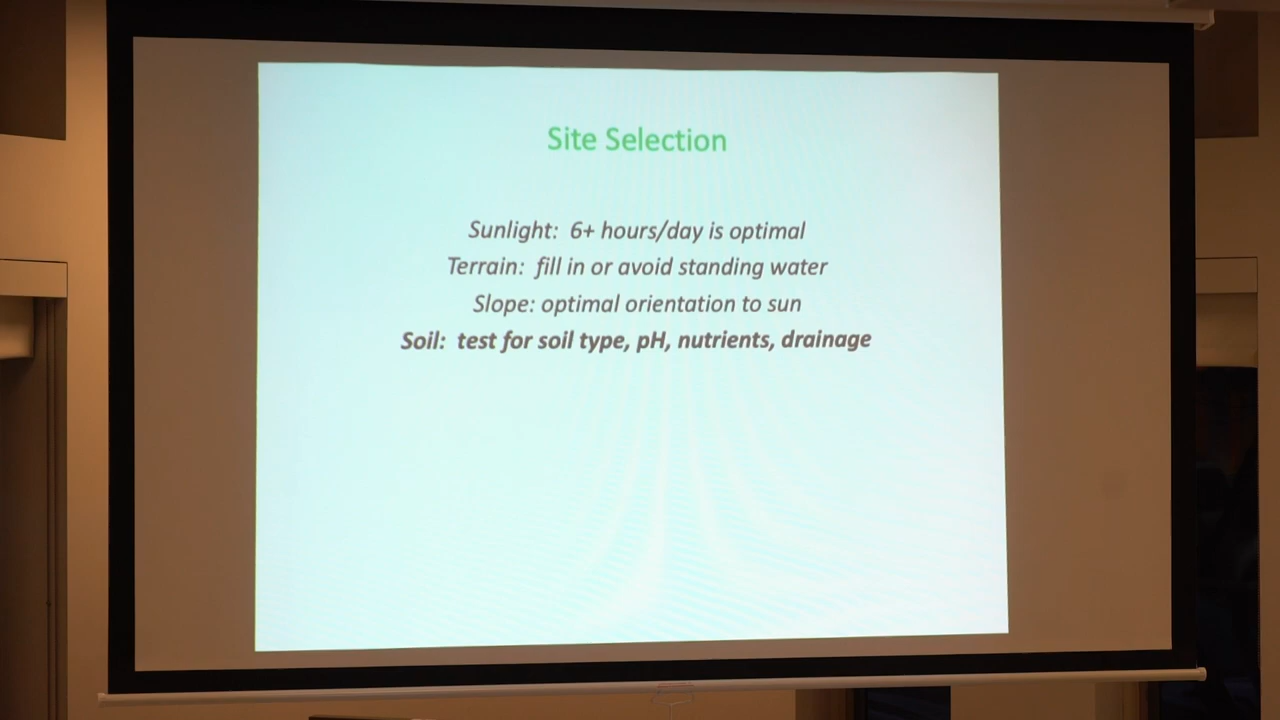 Site Selection
Sunlight:  6+ hours/day is optimal
Terrain:  fill in or avoid standing water
Slope: optimal orientation to sun
Soil:  test for soil type, pH, nutrients, drainage